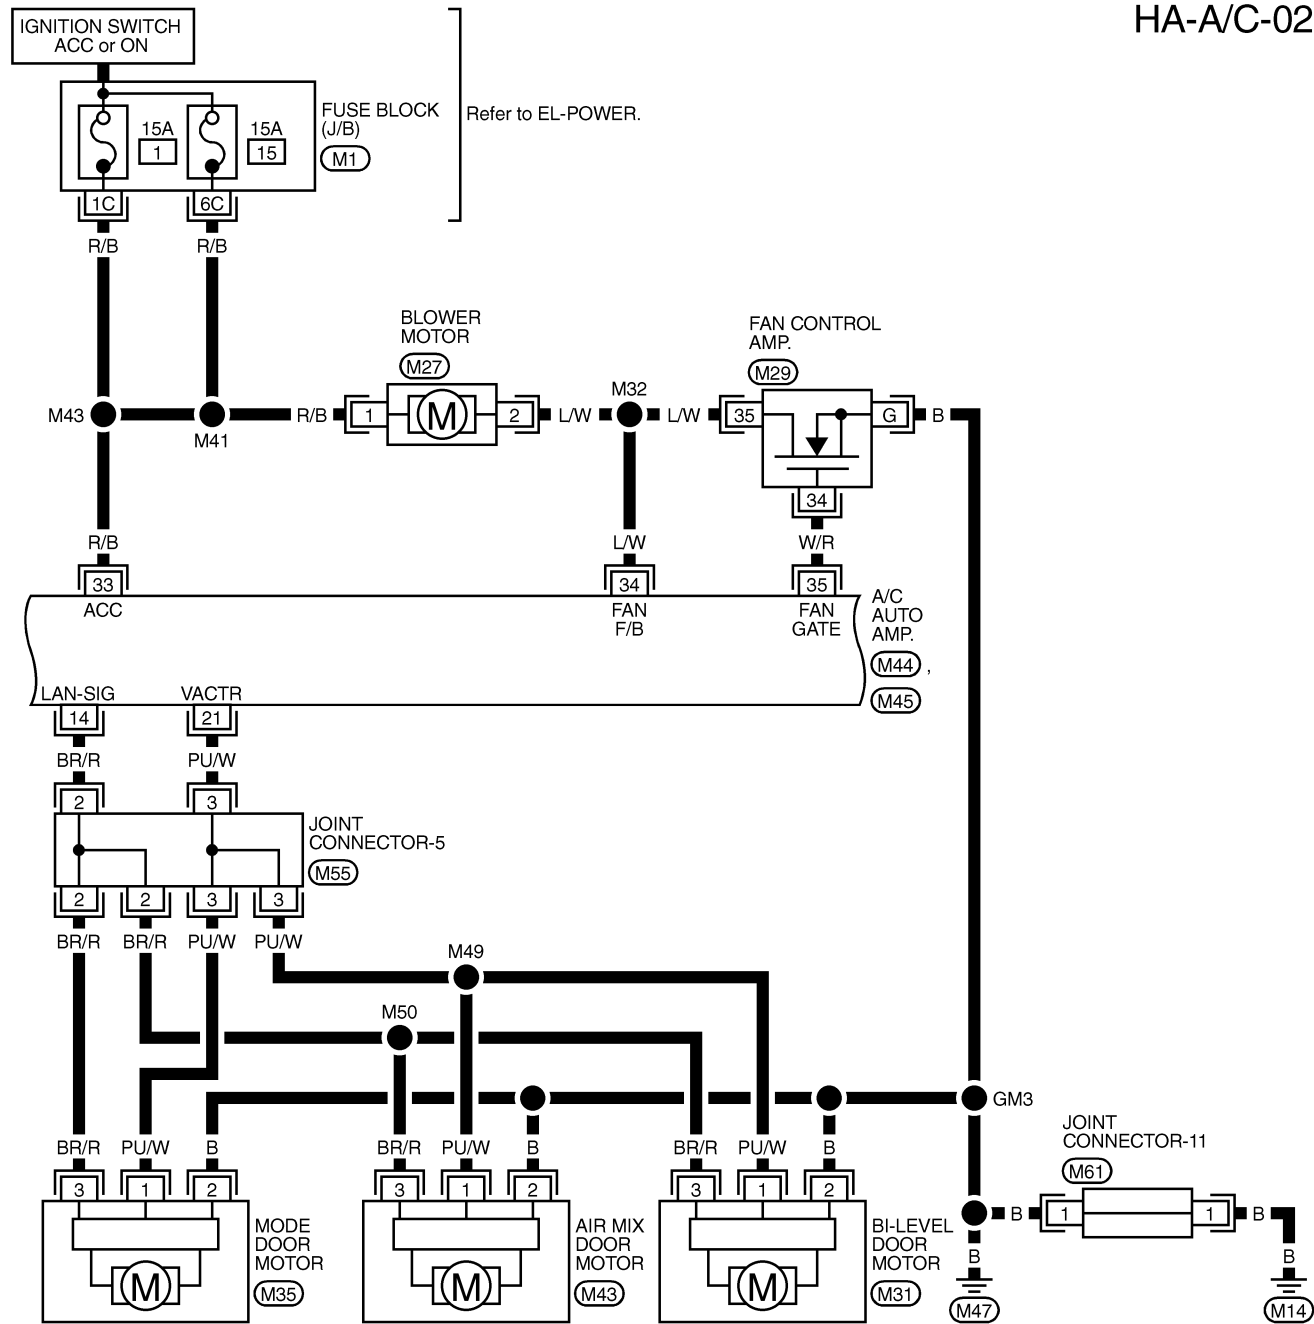 HA-A/C-02
IGNITION SWITCH
ACC or ON
FUSE BLOCK
(J/B)
M1
Refer to EL-POWER.
15A
1
15A
15
1C
6C
R/B
R/B
BLOWER
MOTOR
M27
FAN CONTROL
AMP.
M29
M43
M41
R/B
1
M
2
L/W
M32
L/W
35
G
B
34
R/B
L/W
W/R
33
34
35
ACC
FAN
F/B
FAN
GATE
A/C
AUTO
AMP.
M44 ,
M45
LAN-SIG
VACTR
14
21
BR/R
PU/W
2
3
JOINT
CONNECTOR-5
M55
2
2
3
3
BR/R
BR/R
PU/W
PU/W
M49
M50
GM3
BR/R
PU/W
B
BR/R
PU/W
B
BR/R
PU/W
B
3
1
2
3
1
2
3
1
2
MODE
DOOR
MOTOR
M35
M
AIR MIX
DOOR
MOTOR
M43
M
BI-LEVEL
DOOR
MOTOR
M31
M
JOINT
CONNECTOR-11
M61
B
1
1
B
B
B
M47
M14